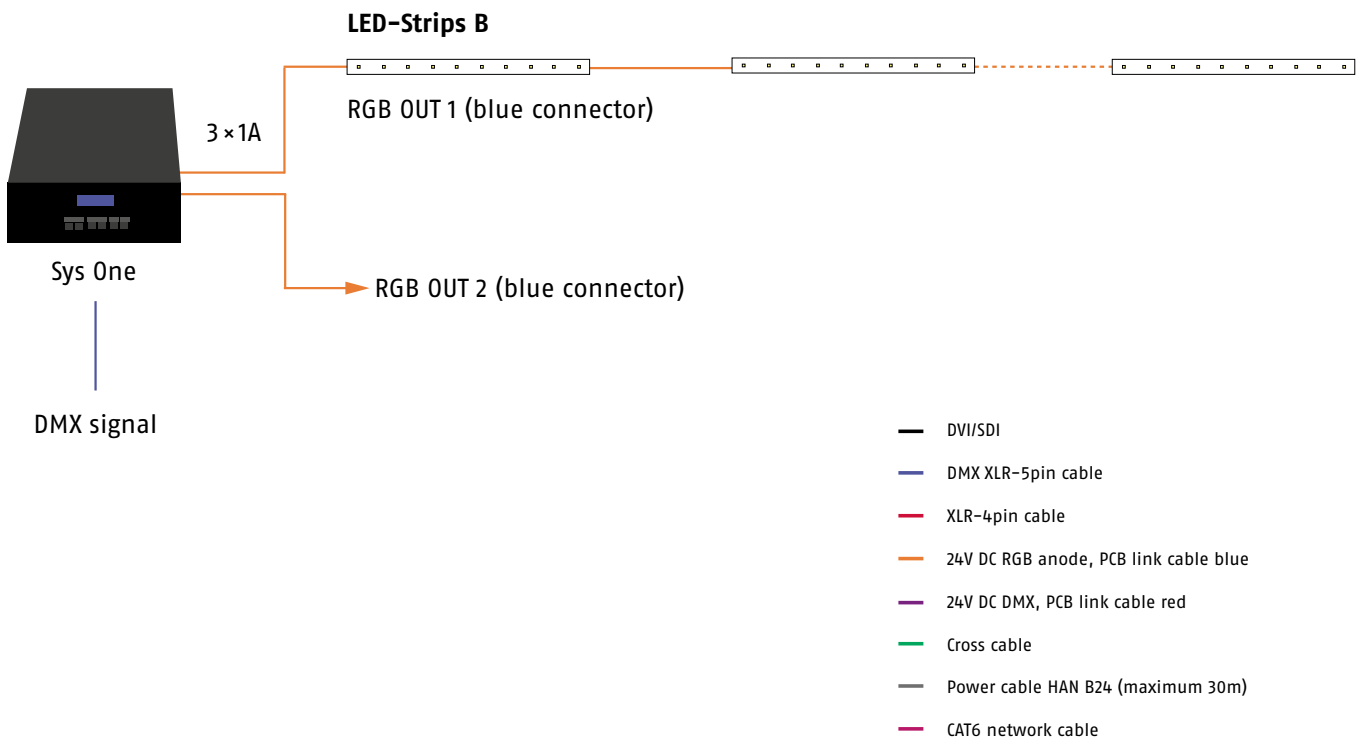 LED-Strips B
RGB OUT 1 (blue connector)
3×1A
Sys One
RGB OUT 2 (blue connector)
DMX signal
DVI/SDI
DMX XLR-5pin cable
XLR-4pin cable
24V DC RGB anode, PCB link cable blue
24V DC DMX, PCB link cable red
Cross cable
Power cable HAN B24 (maximum 30m)
CAT6 network cable